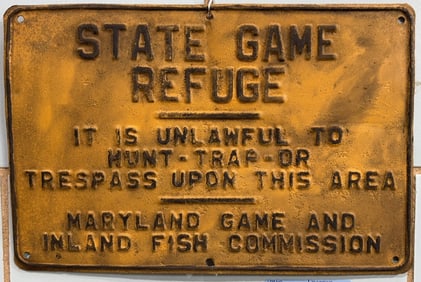 STATE GAME
REFUGE
IT IS UNLAWFUL TO
HUNT-TRAP-OR
TRESPASS UPON THIS AREA
MARYLAND GAME AND
INLAND FISH COMMISSION